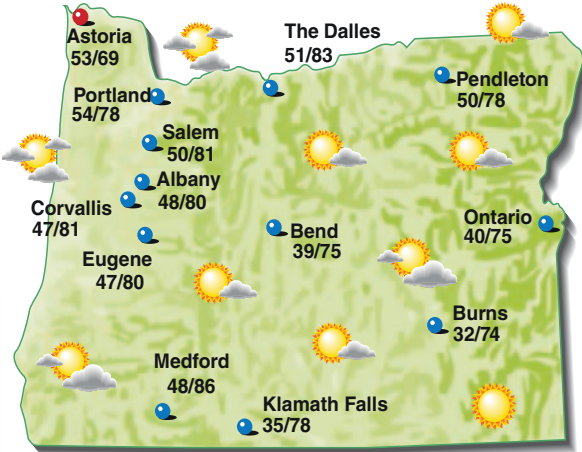 Astoria
53/69
The Dalles
51/83
Pendleton
50/78
Portland
54/78
Salem
50/81
Albany
48/80
Corvallis
47/81
Eugene
47/80
Bend
39/75
Ontario
40/75
Burns
32/74
Medford
48/86
Klamath Falls
35/78